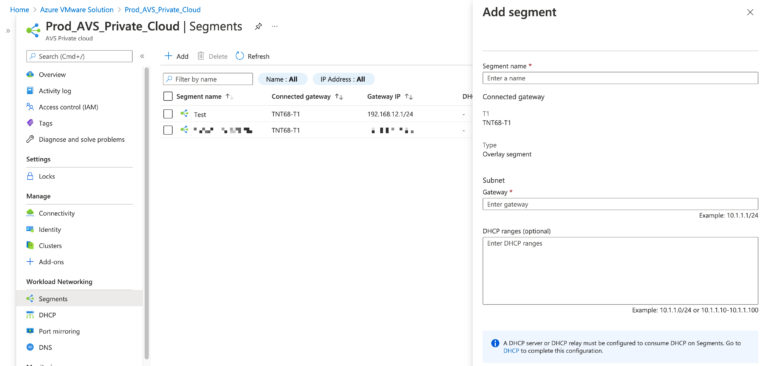 Home > Azure VMware Solution > Prod_AVS_Private_Cloud
Prod_AVS_Private_Cloud | Segments
AVS Private cloud
Search (Cmd+/)
Overview
Activity log
Access control (IAM)
Tags
Diagnose and solve problems
Settings
Locks
Manage
Connectivity
Identity
Clusters
Add-ons
Workload Networking
Segments
DHCP
Port mirroring
DNS
Add Delete Refresh
Filter by name Name : All IP Address : All
Segment name Connected gateway Gateway IP DHC
Test TNT68-T1 192.168.12.1/24 -
TNT68-T1 -
Add segment
Segment name *
Enter a name
Connected gateway
T1
TNT68-T1
Type
Overlay segment
Subnet
Gateway *
Enter gateway
Example: 10.1.1.1/24
DHCP ranges (optional)
Enter DHCP ranges
Example: 10.1.1.0/24 or 10.1.1.10-10.1.1.100
A DHCP server or DHCP relay must be configured to consume DHCP on Segments. Go to
DHCP to complete this configuration.